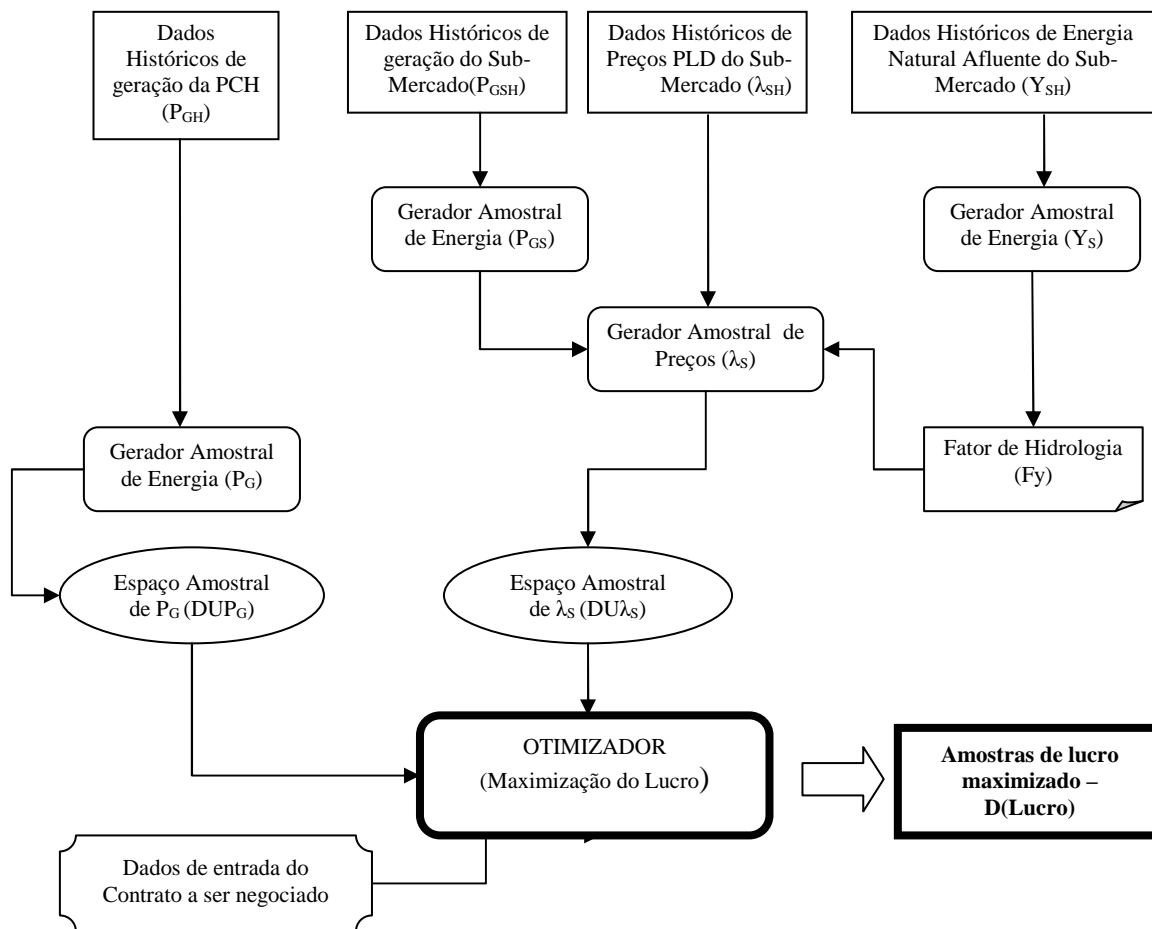 Dados
Históricos de
geração da PCH
(PGH)
Dados Históricos de
geração do Sub-
Mercado(PGSH)
Dados Históricos de
Preços PLD do Sub-
Mercado (λSH)
Dados Históricos de Energia
Natural Afluente do Sub-
Mercado (YSH)
Gerador Amostral
de Energia (PGS)
Gerador Amostral
de Energia (YS)
Gerador Amostral de
Preços (λS)
Gerador Amostral
de Energia (PG)
Fator de Hidrologia
(Fy)
Espaço Amostral
de PG (DUPG)
Espaço Amostral
de λS (DUλS)
OTIMIZADOR
(Maximização do Lucro)
Amostras de lucro
maximizado –
D(Lucro)
Dados de entrada do
Contrato a ser negociado